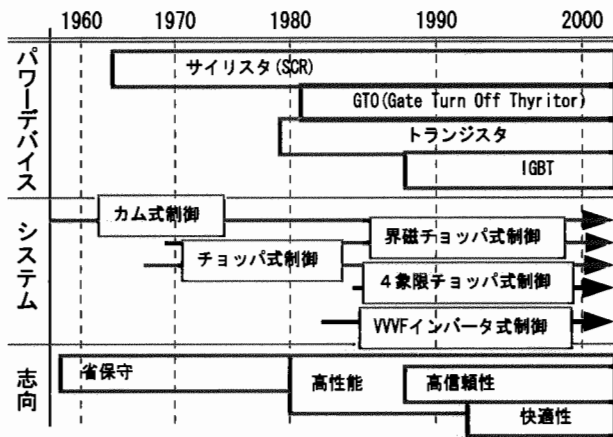 1960 1970 1980 1990 2000
パワーデバイス
サイリスタ(SCR)
GTO(Gate Turn Off Thyritor)
トランジスタ
IGBT
システム
カム式制御
界磁チョッパ式制御
チョッパ式制御
4象限チョッパ式制御
VVVFインバータ式制御
志向
省保守
高性能
高信頼性
快適性